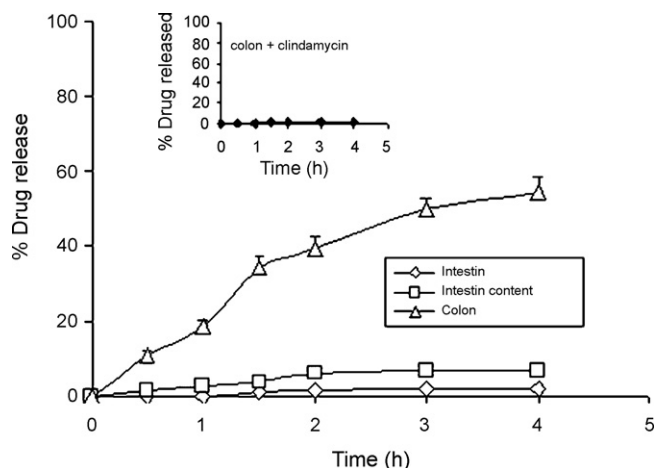 % Drug release
100
80
60
40
20
0
0 1 2 3 4 5
Time (h)
% Drug released
100
80
60
40
20
0
colon + clindamycin
0 1 2 3 4 5
Time (h)
Intestin
Intestin content
Colon